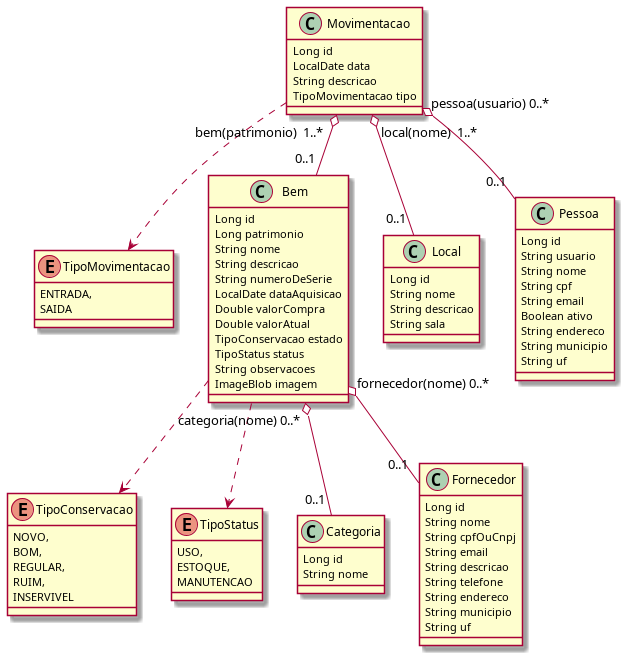 C Movimentacao
Long id
LocalDate data
String descricao
TipoMovimentacao tipo
pessoa(usuario) 0..*
bem(patrimonio) 1..*
local(nome) 1..*
0..1
0..1
0..1
C Bem
Long id
Long patrimonio
String nome
String descricao
String numeroDeSerie
LocalDate dataAquisicao
Double valorCompra
Double valorAtual
TipoConservacao estado
TipoStatus status
String observacoes
ImageBlob imagem
C Pessoa
Long id
String usuario
String nome
String cpf
String email
Boolean ativo
String endereco
String municipio
String uf
C Local
Long id
String nome
String descricao
String sala
E TipoMovimentacao
ENTRADA,
SAIDA
fornecedor(nome) 0..*
categoria(nome) 0..*
0..1
0..1
E TipoConservacao
NOVO,
BOM,
REGULAR,
RUIM,
INSERVIVEL
E TipoStatus
USO,
ESTOQUE,
MANUTENCAO
C Categoria
Long id
String nome
C Fornecedor
Long id
String nome
String cpfOuCnpj
String email
String descricao
String telefone
String endereco
String municipio
String uf